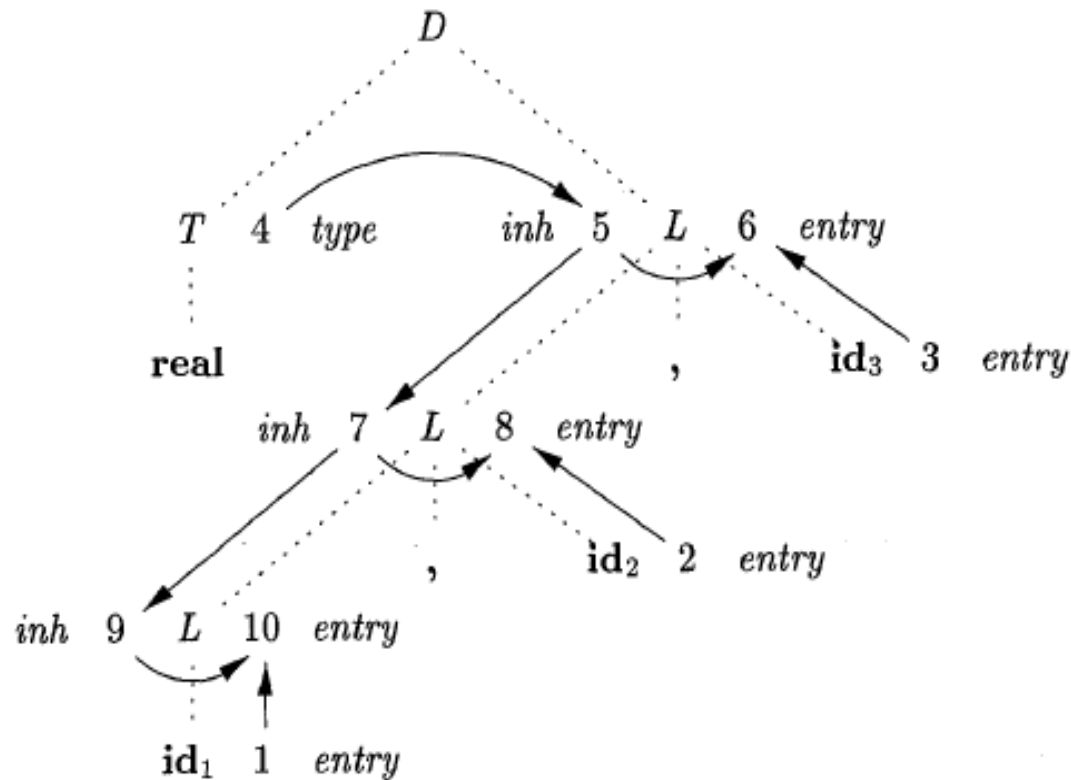 D
T 4 type inh 5 L 6 entry
real , id₃ 3 entry
inh 7 L 8 entry
, id₂ 2 entry
inh 9 L 10 entry
id₁ 1 entry